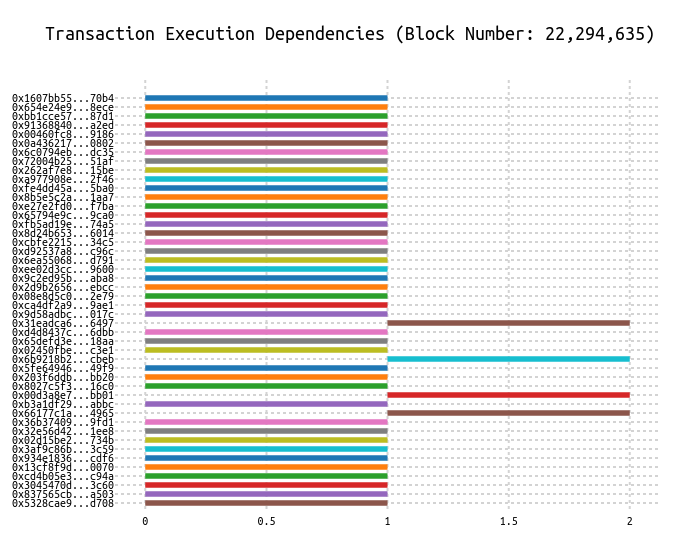 Transaction Execution Dependencies (Block Number: 22,294,635)
0x1607bb55...70b4
0x654e24e9...8ece
0xbb1cce57...87d1
0x91368840...a2ed
0x00460fc8...9186
0x0a436217...0802
0x6c0794eb...dc35
0x72004b25...51af
0x262af7e8...15be
0xa977908e...2f46
0xfe4dd45a...5ba0
0x8b5e5c2a...1aa7
0xe27e2fd0...f7ba
0x65794e9c...9ca0
0xfb5ad19e...74a5
0x8d24b653...6014
0xcbfe2215...34c5
0xd92537a8...c96c
0x6ea55068...d791
0xee02d3cc...9600
0x9c2ed95b...aba8
0x2d9b2656...ebcc
0x08e8d5c0...2e79
0xca4df2a9...9ae1
0x9d58adbc...017c
0x31eadca6...6497
0xd4d8437c...6dbb
0x65defd3e...18aa
0x02450fbe...c3e1
0x6b9218b2...cbeb
0x5fe64946...49f9
0x203f6ddb...bb20
0x8027c5f3...16c0
0x00d3a8e7...bb01
0xb3a1df29...abbc
0x66177c1a...4965
0x36b37409...9fd1
0x32e56d42...1ee8
0x02d15be2...734b
0x3af9c86b...3c59
0x934e1836...cdf6
0x13cf8f9d...0070
0xcd4b05e3...c94a
0x3045470d...3c60
0x837565cb...a503
0x5328cae9...d708
0 0.5 1 1.5 2